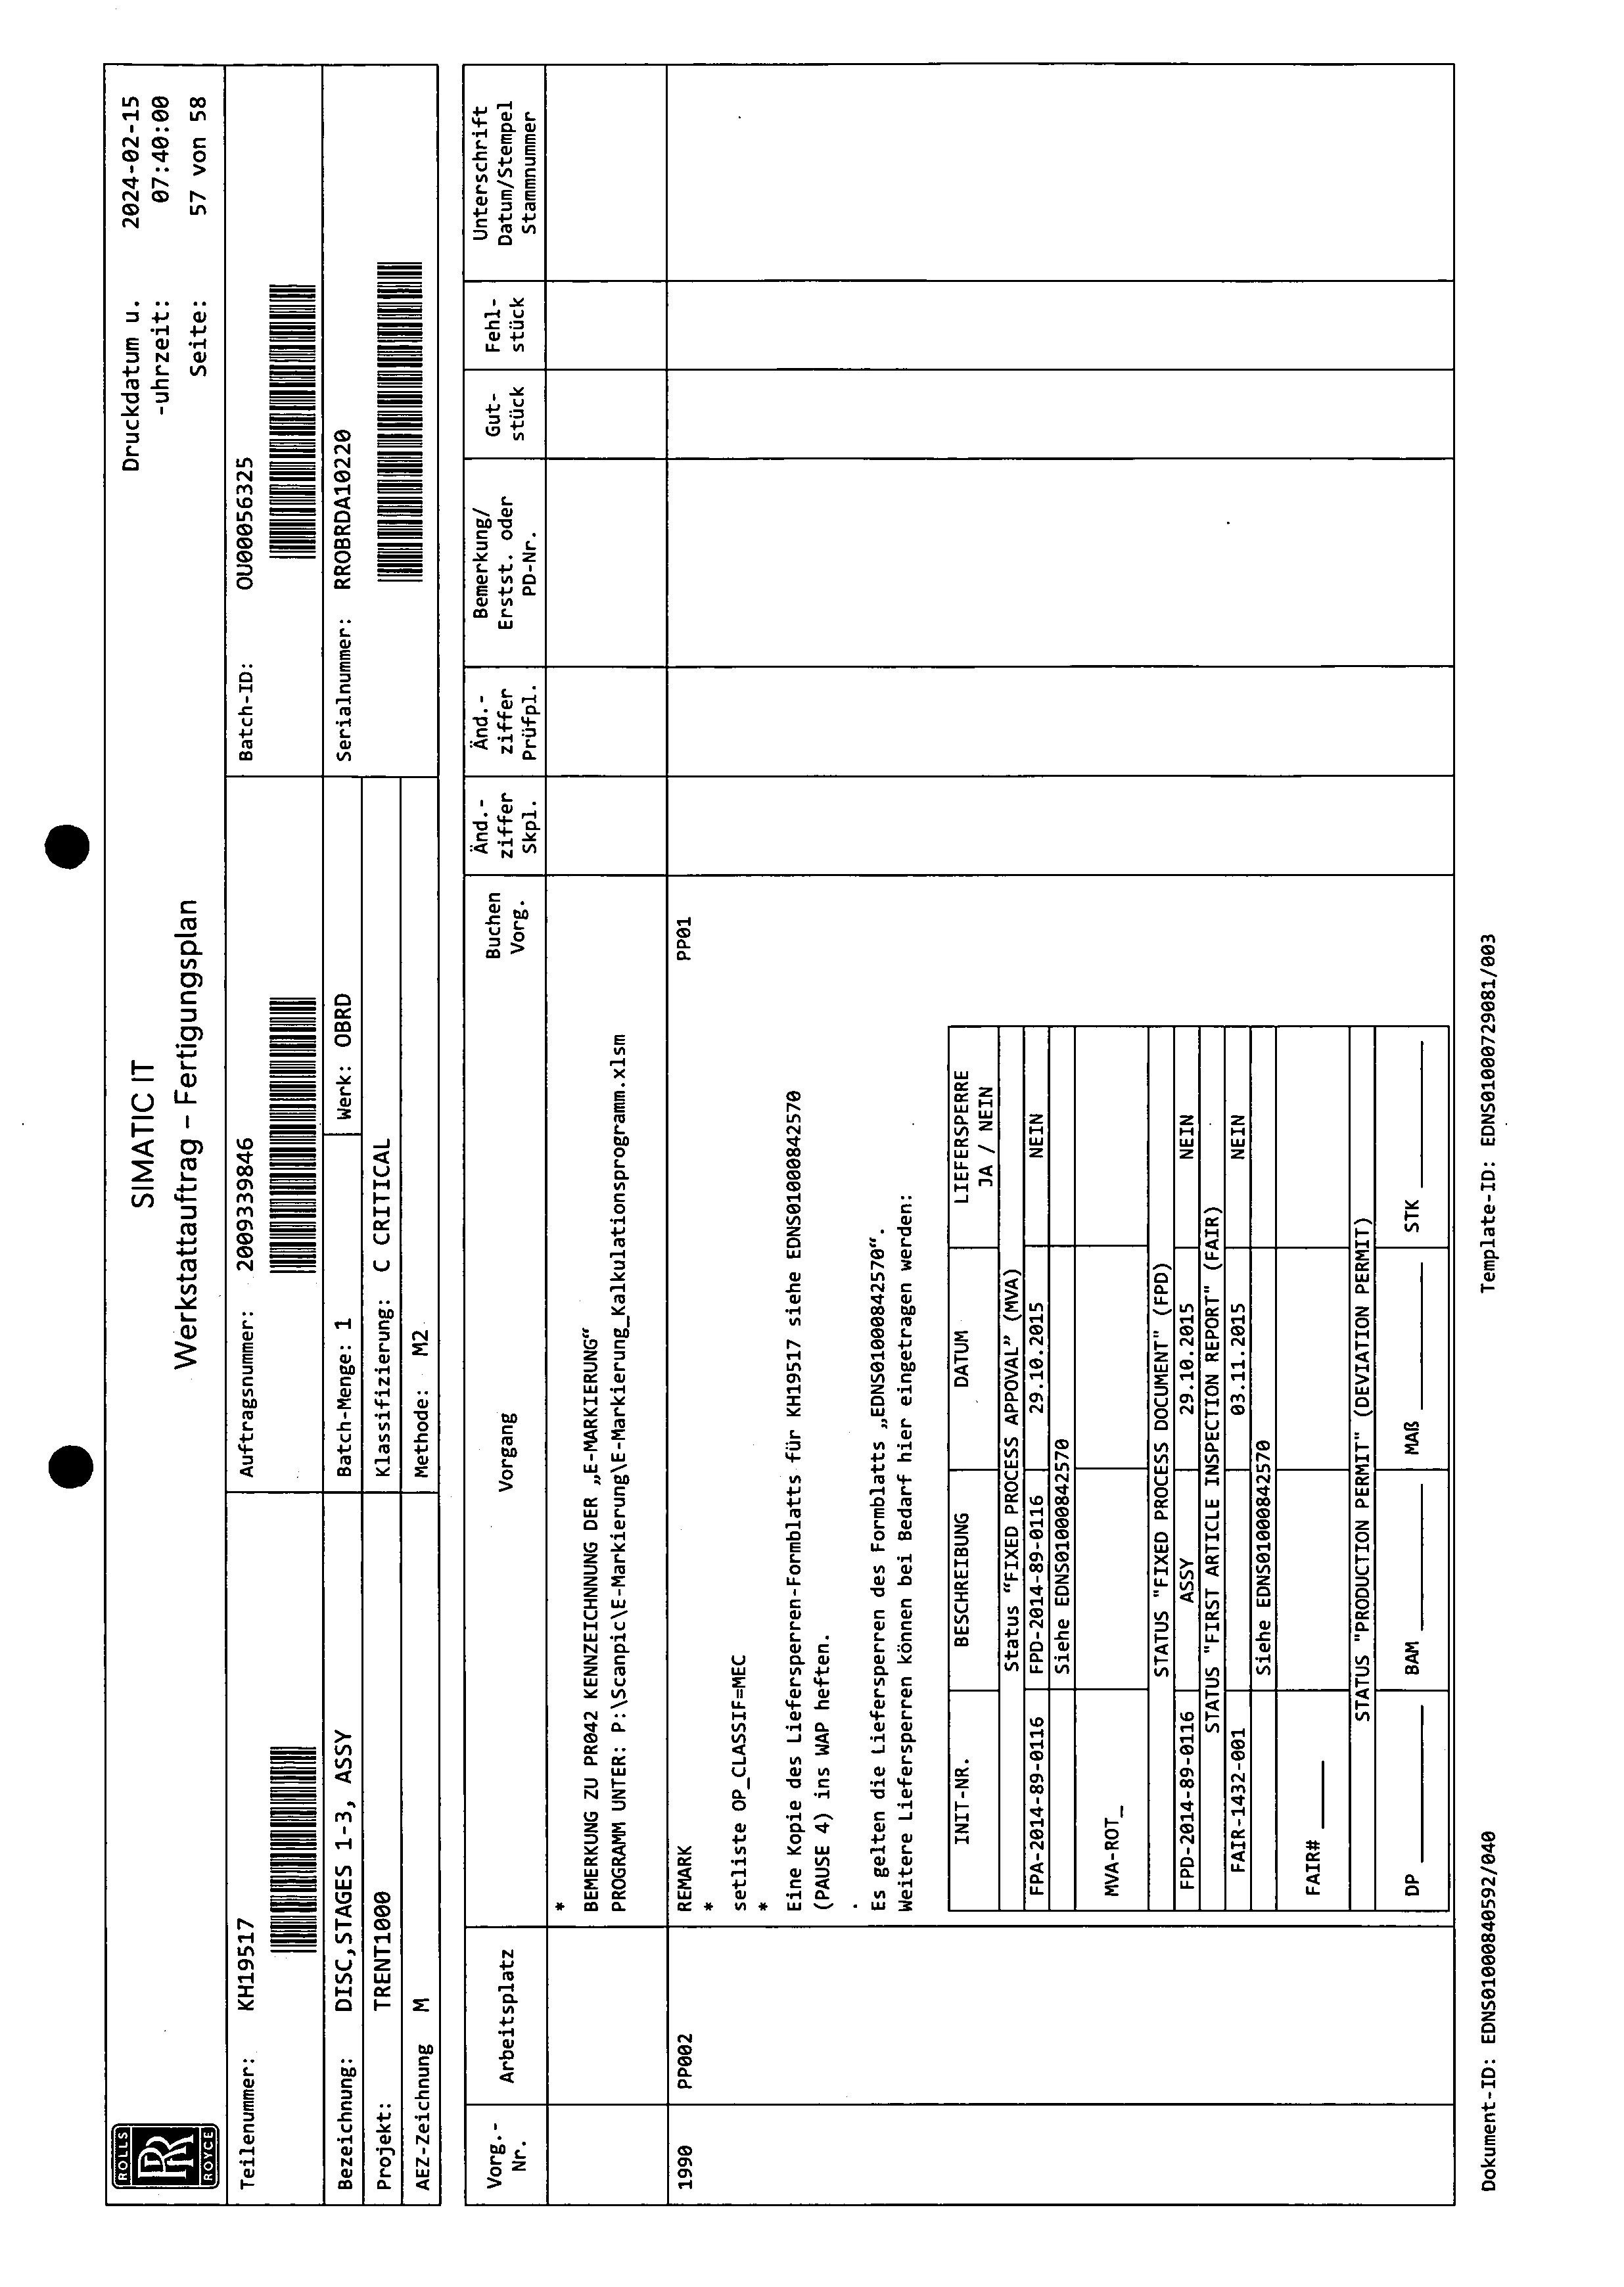 ROLLS
RR
ROYCE
SIMATIC IT
Werkstattauftrag – Fertigungsplan
Druckdatum u. 2024-02-15
-uhrzeit: 07:40:00
Seite: 57 von 58
Teilenummer: KH19517
Auftragsnummer: 2009339846
Batch-ID: OU00056325
Bezeichnung: DISC,STAGES 1-3, ASSY
Batch-Menge: 1
Werk: OBRD
Serialnummer: RROBRDA10220
Projekt: TRENT1000
Klassifizierung: C CRITICAL
AEZ-Zeichnung M
Methode: M2
Vorg.-
Nr.
Arbeitsplatz
Vorgang
Buchen
Vorg.
Änd.-
ziffer
Skpl.
Änd.-
ziffer
Prüfpl.
Bemerkung/
Erstst. oder
PD-Nr.
Gut-
stück
Fehl-
stück
Unterschrift
Datum/Stempel
Stammnummer
*
BEMERKUNG ZU PR042 KENNZEICHNNUNG DER „E-MARKIERUNG“
PROGRAMM UNTER: P:\Scanpic\E-Markierung\E-Markierung_Kalkulationsprogramm.xlsm
1990 PP002 REMARK PP01
*
setliste OP_CLASSIF=MEC
*
Eine Kopie des Liefersperren-Formblatts für KH19517 siehe EDNS01000842570
(PAUSE 4) ins WAP heften.
.
Es gelten die Liefersperren des Formblatts „EDNS01000842570“.
Weitere Liefersperren können bei Bedarf hier eingetragen werden:
INIT-NR. BESCHREIBUNG DATUM LIEFERSPERRE
JA / NEIN
Status “FIXED PROCESS APPOVAL” (MVA)
FPA-2014-89-0116 FPD-2014-89-0116 29.10.2015 NEIN
Siehe EDNS01000842570
MVA-ROT_
STATUS "FIXED PROCESS DOCUMENT" (FPD)
FPD-2014-89-0116 ASSY 29.10.2015 NEIN
STATUS "FIRST ARTICLE INSPECTION REPORT" (FAIR)
FAIR-1432-001 03.11.2015 NEIN
Siehe EDNS01000842570
FAIR# ____
STATUS "PRODUCTION PERMIT" (DEVIATION PERMIT)
DP ____ BAM ____ MAß ____ STK ____
Dokument-ID: EDNS01000840592/040
Template-ID: EDNS01000729081/003